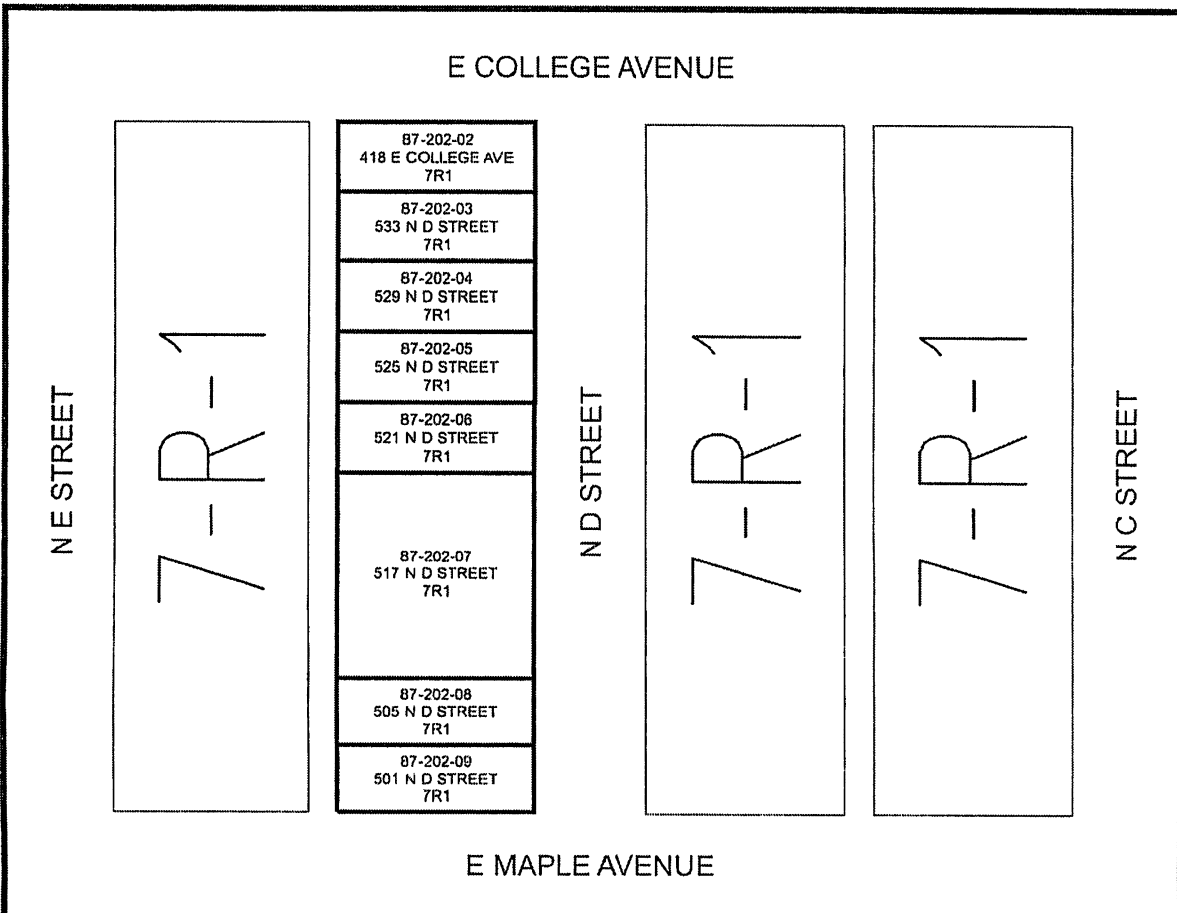 E COLLEGE AVENUE
N E STREET
7-R-1
87-202-02
418 E COLLEGE AVE
7R1
87-202-03
533 N D STREET
7R1
87-202-04
529 N D STREET
7R1
87-202-05
525 N D STREET
7R1
87-202-06
521 N D STREET
7R1
87-202-07
517 N D STREET
7R1
87-202-08
505 N D STREET
7R1
87-202-09
501 N D STREET
7R1
N D STREET
7-R-1
7-R-1
N C STREET
E MAPLE AVENUE